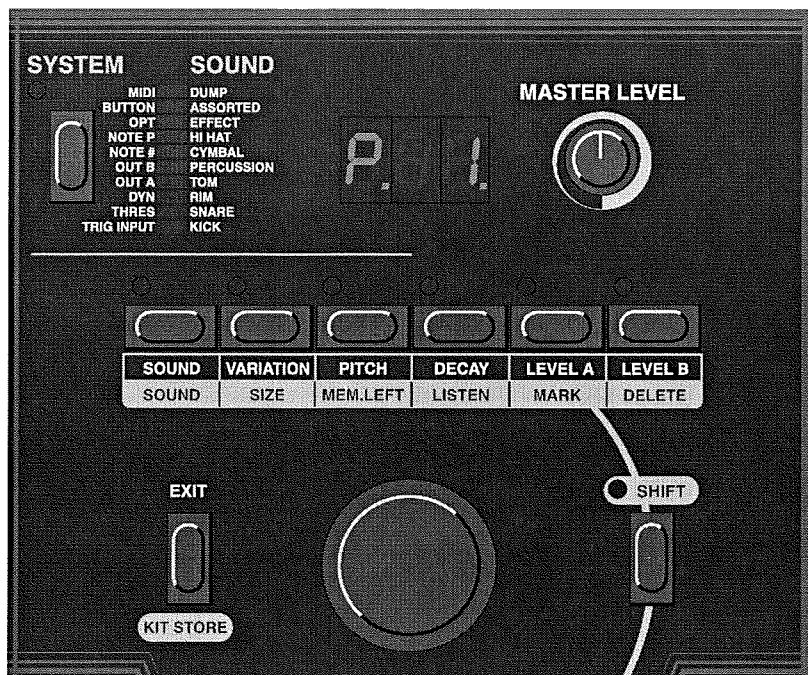 SYSTEM SOUND
MASTER LEVEL
MIDI DUMP
BUTTON ASSORTED
OPT EFFECT
NOTE P HI HAT
NOTE # CYMBAL
OUT B PERCUSSION
OUT A TOM
DYN RIM
THRES SNARE
TRIG INPUT KICK
P. 1.
SOUND VARIATION PITCH DECAY LEVEL A LEVEL B
SOUND SIZE MEM.LEFT LISTEN MARK DELETE
EXIT
SHIFT
KIT STORE